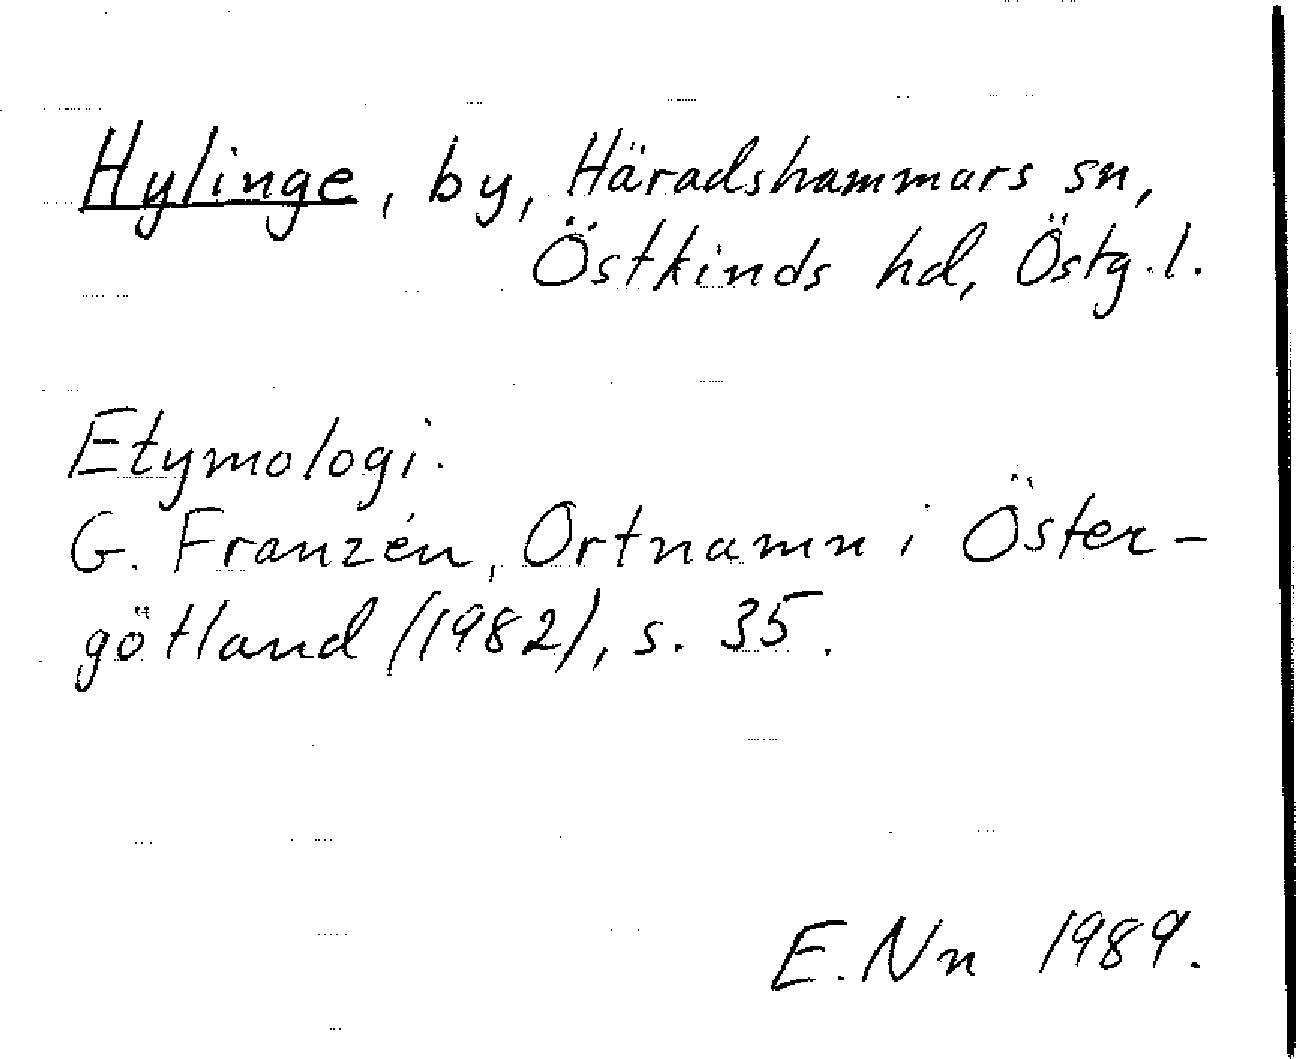 Hylinge, by, Häradshammars sn,
Östkinds hd, Östg.l.
Etymologi.
G. Franzén, Ortnamn i Öster-
götland (1982), s. 35.
E. Nn 1989.